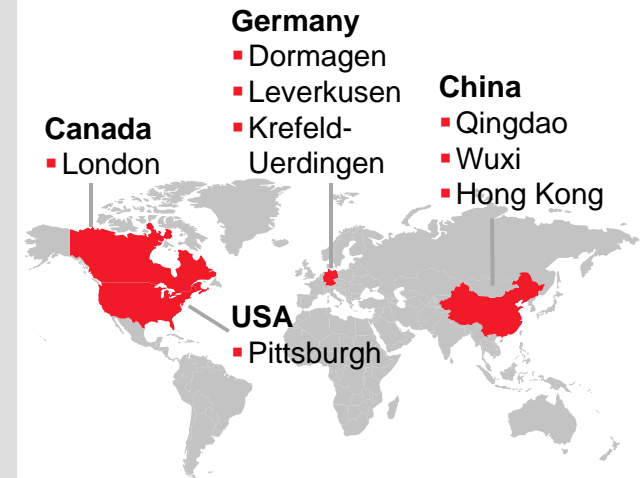 Germany
▪ Dormagen
▪ Leverkusen
▪ Krefeld-
Uerdingen
China
▪ Qingdao
▪ Wuxi
▪ Hong Kong
Canada
▪ London
USA
▪ Pittsburgh